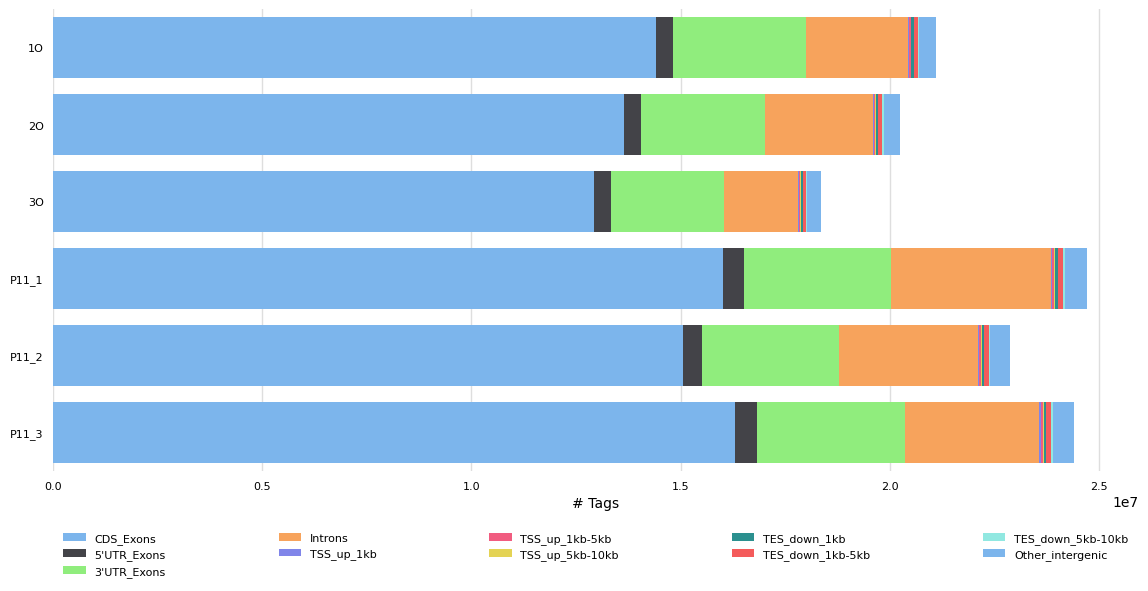 1O
2O
3O
P11_1
P11_2
P11_3
0.0 0.5 1.0 1.5 2.0 2.5
# Tags 1e7
CDS_Exons Introns TSS_up_1kb-5kb TES_down_1kb TES_down_5kb-10kb
5'UTR_Exons TSS_up_1kb TSS_up_5kb-10kb TES_down_1kb-5kb Other_intergenic
3'UTR_Exons